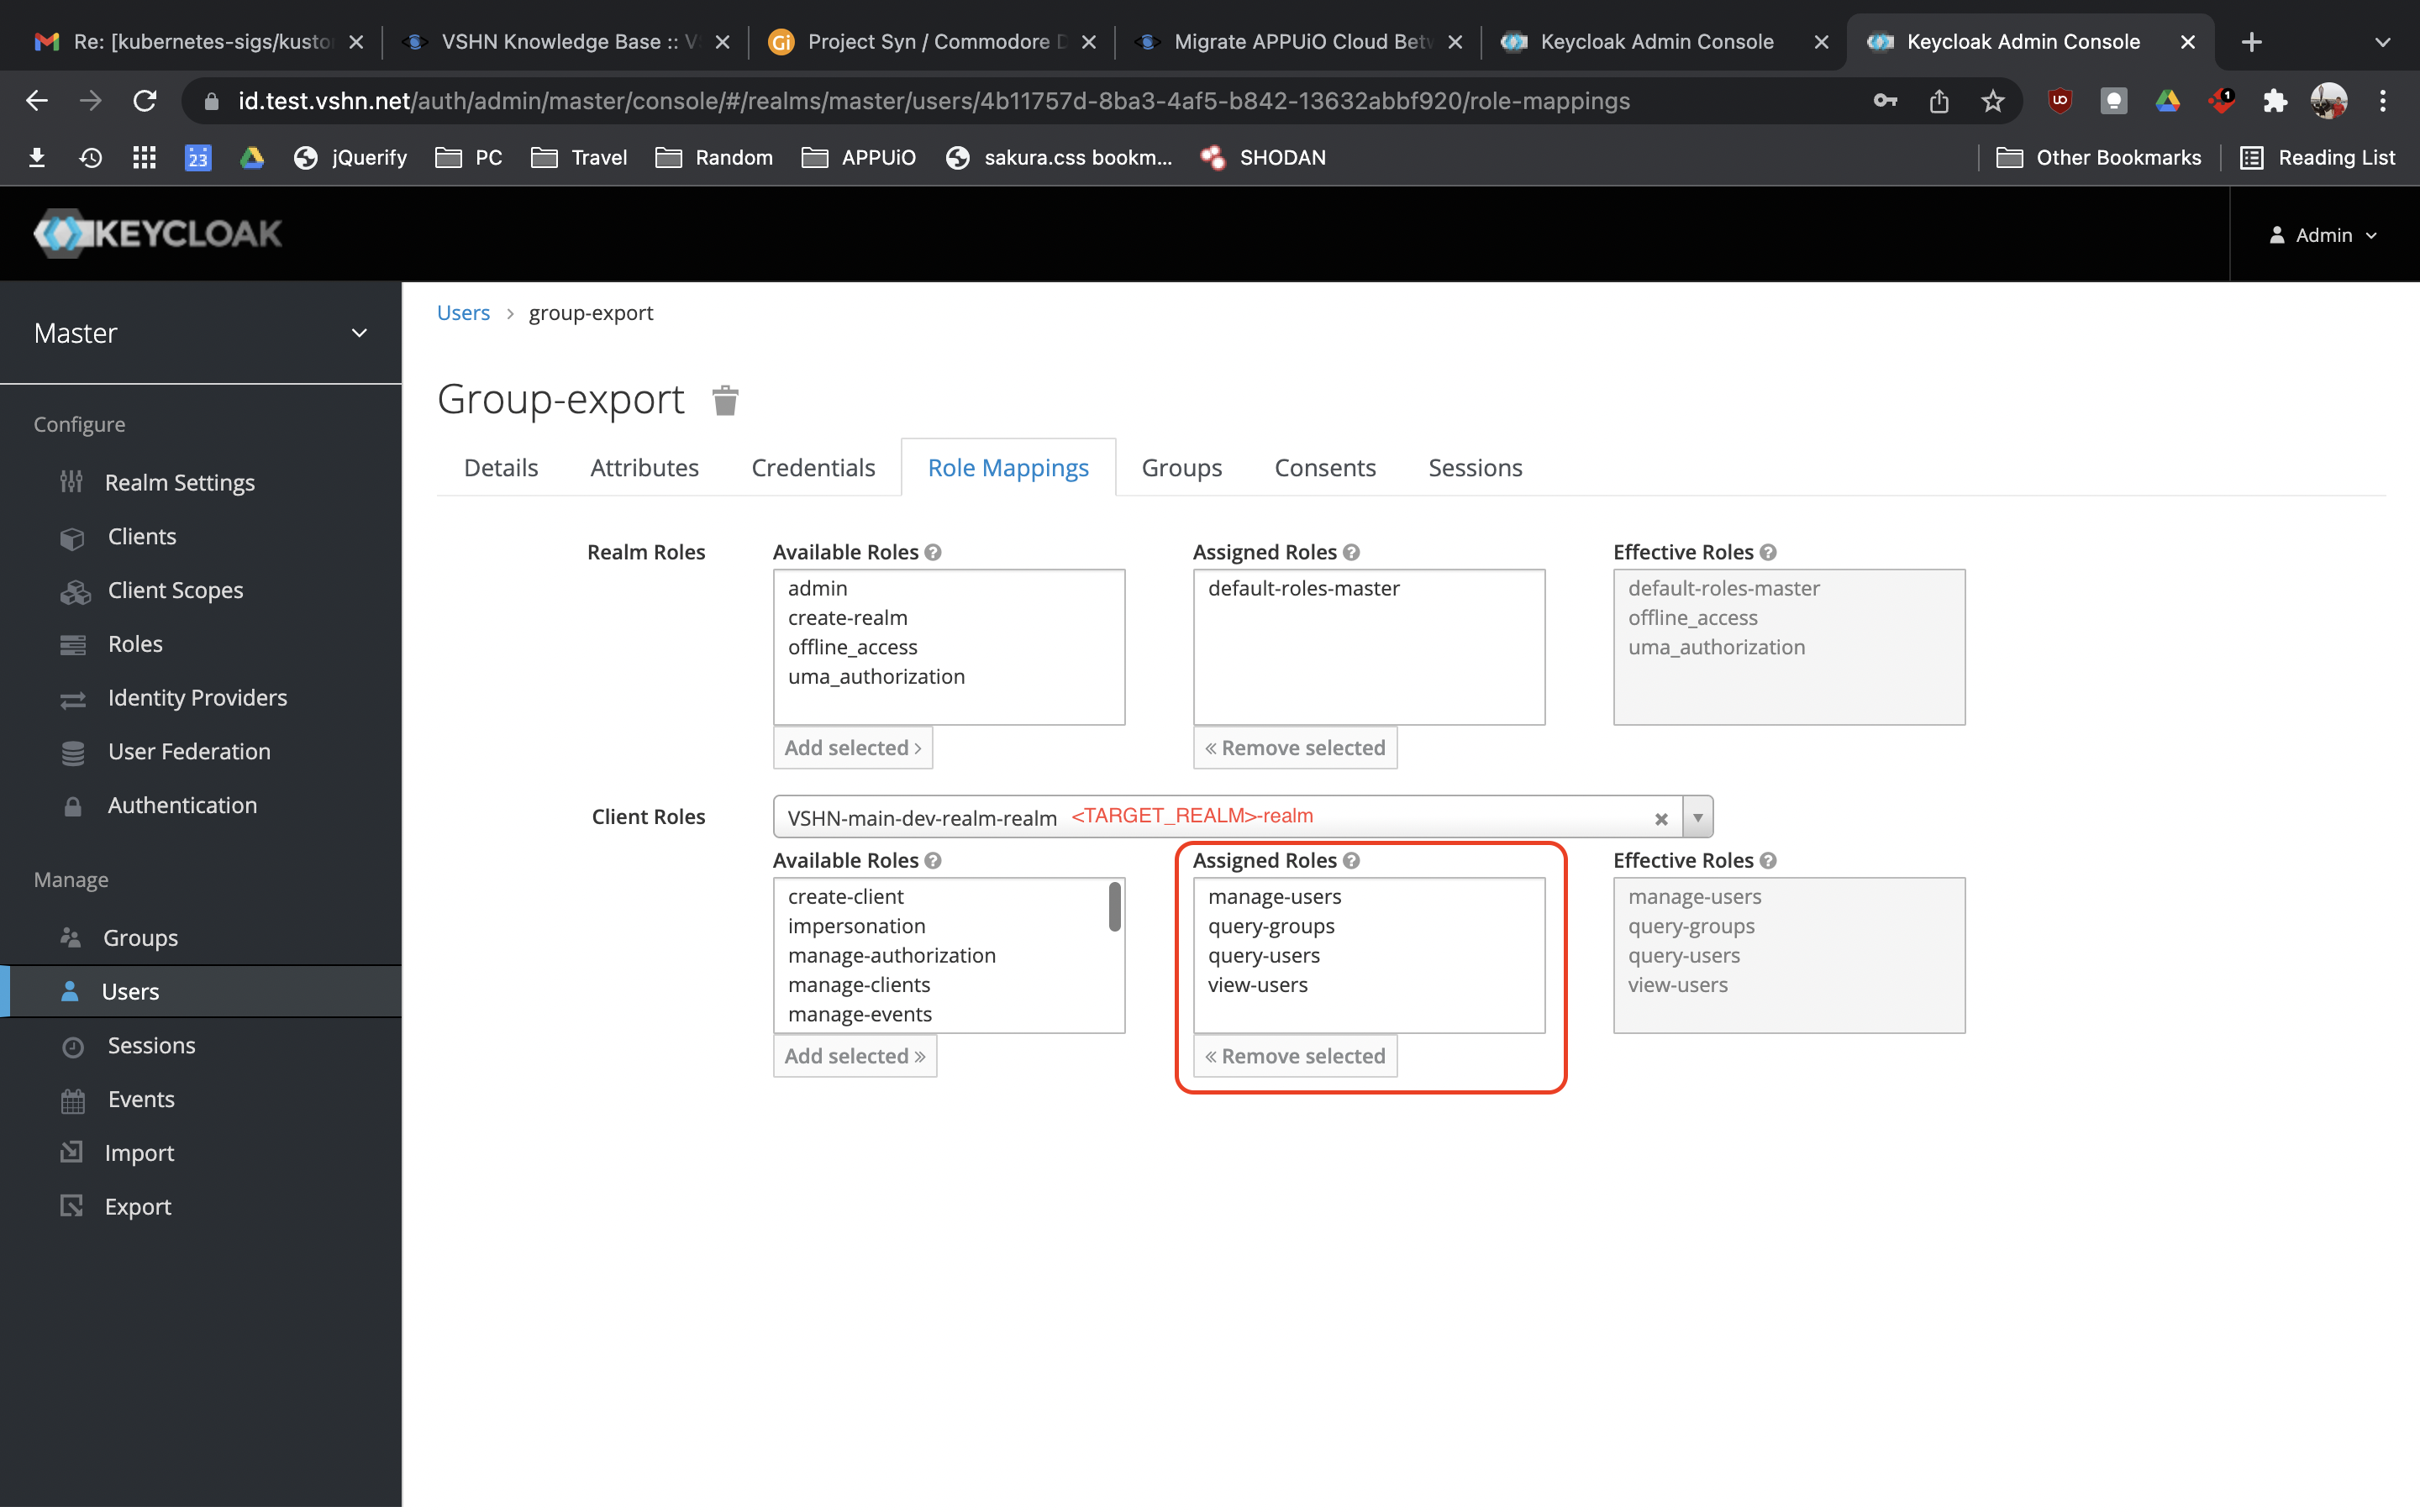 Re: [kubernetes-sigs/kusto
VSHN Knowledge Base :: V
Gi
Project Syn / Commodore D
Migrate APPUiO Cloud Betw
Keycloak Admin Console
Keycloak Admin Console
id.test.vshn.net/auth/admin/master/console/#/realms/master/users/4b11757d-8ba3-4af5-b842-13632abbf920/role-mappings
1
23
jQuerify
PC
Travel
Random
APPUiO
sakura.css bookm...
SHODAN
Other Bookmarks
Reading List
KEYCLOAK
Admin
Master
Configure
Realm Settings
Clients
Client Scopes
Roles
Identity Providers
User Federation
Authentication
Manage
Groups
Users
Sessions
Events
Import
Export
Users > group-export
Group-export
Details
Attributes
Credentials
Role Mappings
Groups
Consents
Sessions
Realm Roles
Available Roles
admin
create-realm
offline_access
uma_authorization
Add selected >
Assigned Roles
default-roles-master
« Remove selected
Effective Roles
default-roles-master
offline_access
uma_authorization
Client Roles
VSHN-main-dev-realm-realm
<TARGET_REALM>-realm
Available Roles
create-client
impersonation
manage-authorization
manage-clients
manage-events
Add selected »
Assigned Roles
manage-users
query-groups
query-users
view-users
« Remove selected
Effective Roles
manage-users
query-groups
query-users
view-users